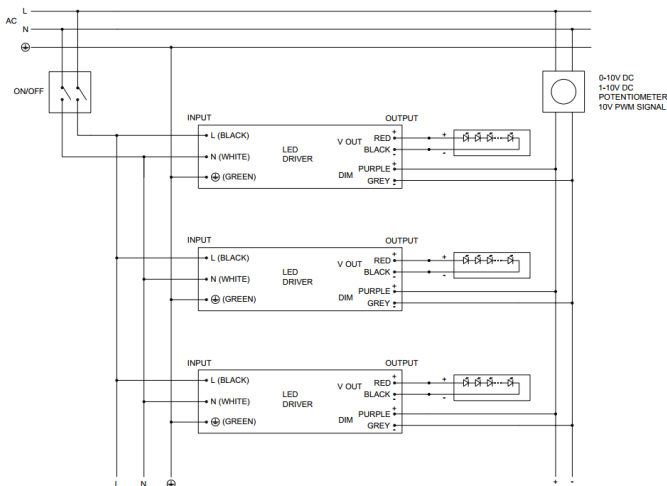 L
AC
N
ON/OFF
0-10V DC
1-10V DC
POTENTIOMETER
10V PWM SIGNAL
INPUT
OUTPUT
L (BLACK)
N (WHITE)
(GREEN)
LED
DRIVER
V OUT
RED
BLACK
DIM
PURPLE
GREY
+
-
+
-
+
-
INPUT
OUTPUT
L (BLACK)
N (WHITE)
(GREEN)
LED
DRIVER
V OUT
RED
BLACK
DIM
PURPLE
GREY
+
-
+
-
+
-
INPUT
OUTPUT
L (BLACK)
N (WHITE)
(GREEN)
LED
DRIVER
V OUT
RED
BLACK
DIM
PURPLE
GREY
+
-
+
-
+
-
L
N
+
-